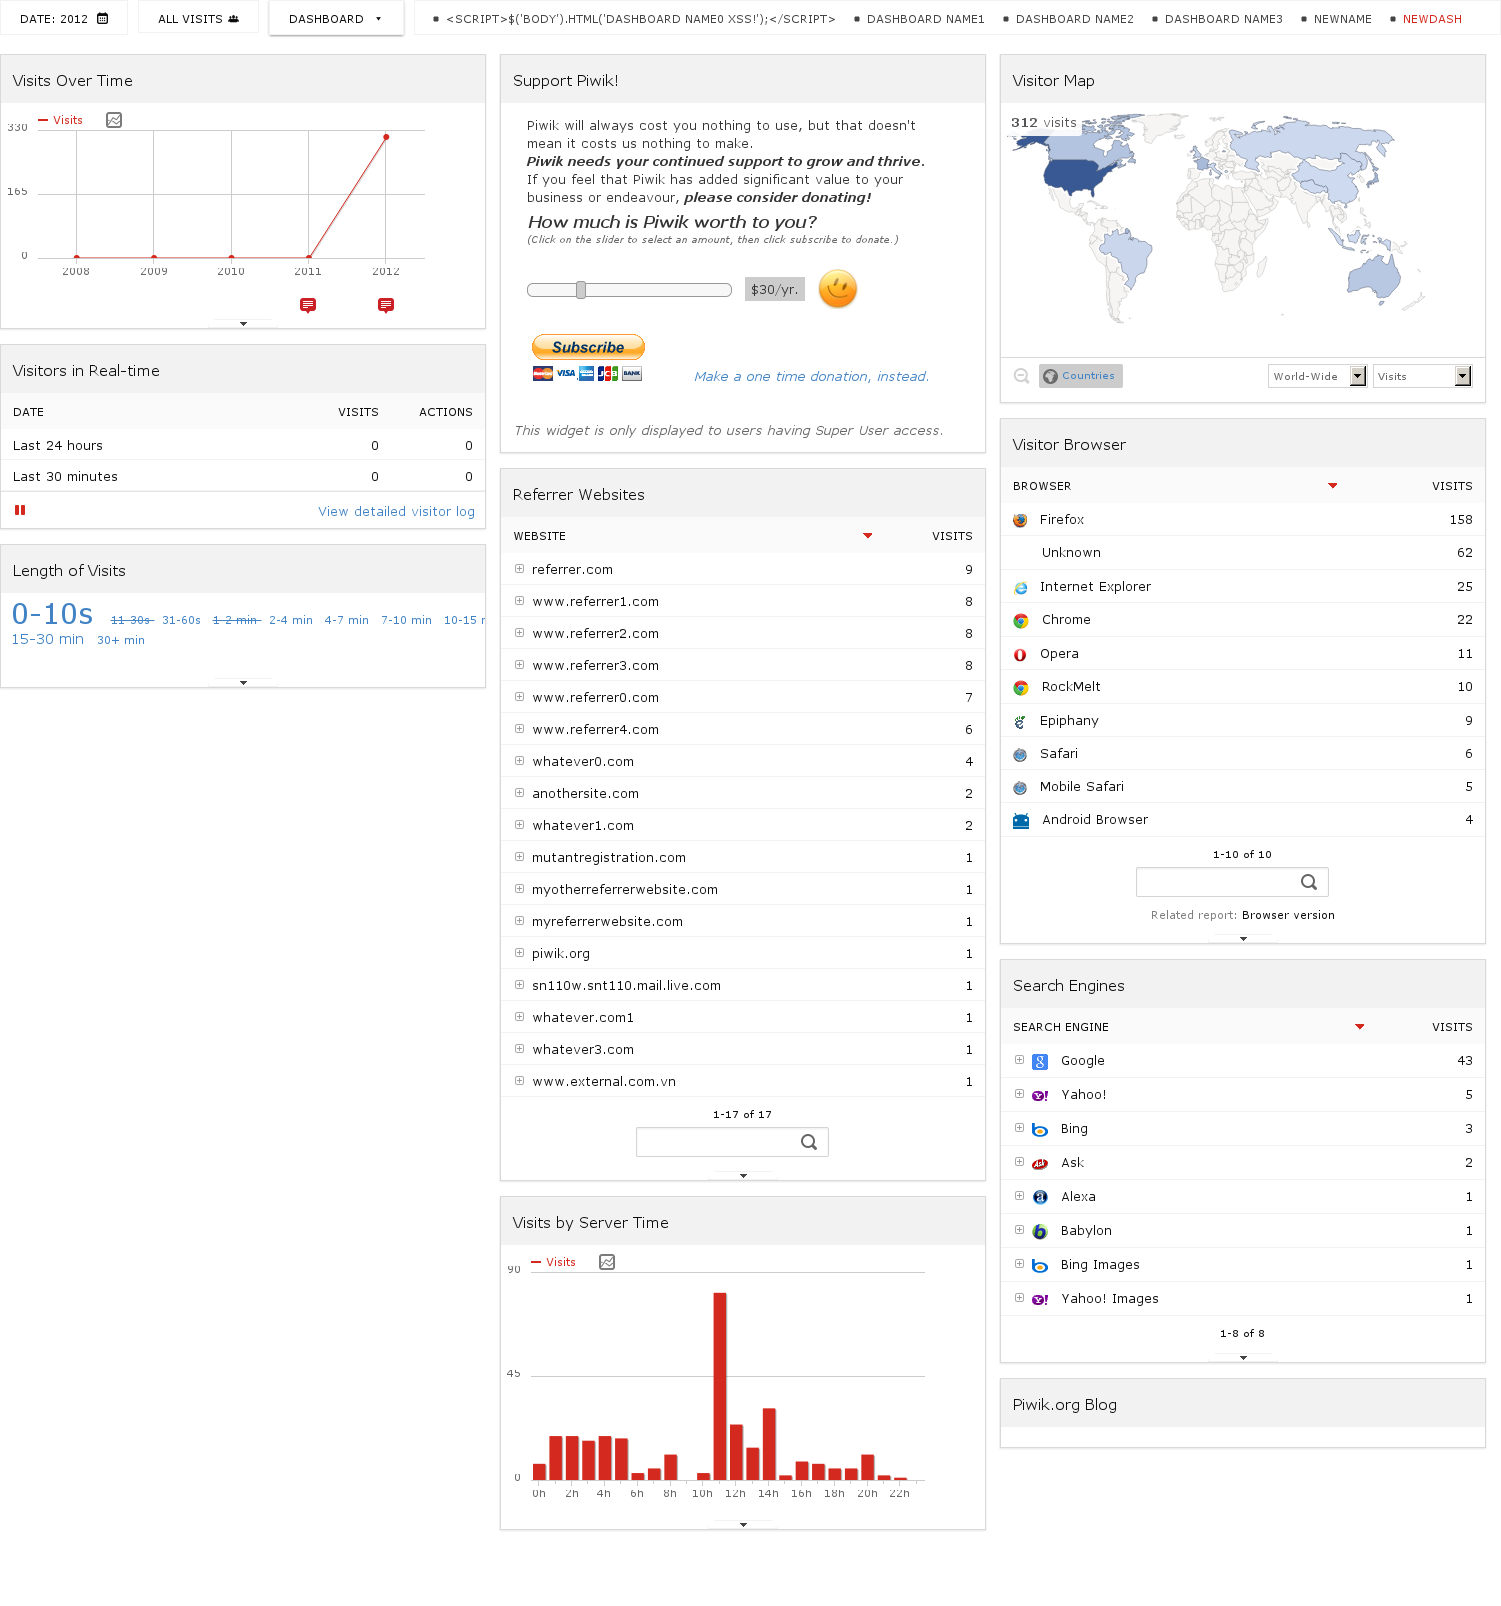 DATE: 2012
ALL VISITS
DASHBOARD
<SCRIPT>$('BODY').HTML('DASHBOARD NAME0 XSS!');</SCRIPT>
DASHBOARD NAME1
DASHBOARD NAME2
DASHBOARD NAME3
NEWNAME
NEWDASH
Visits Over Time
Visits
330
165
0
2008 2009 2010 2011 2012
Visitors in Real-time
DATE VISITS ACTIONS
Last 24 hours 0 0
Last 30 minutes 0 0
View detailed visitor log
Length of Visits
0-10s 11-30s 31-60s 1-2 min 2-4 min 4-7 min 7-10 min 10-15
15-30 min 30+ min
Support Piwik!
Piwik will always cost you nothing to use, but that doesn't
mean it costs us nothing to make.
Piwik needs your continued support to grow and thrive.
If you feel that Piwik has added significant value to your
business or endeavour, please consider donating!
How much is Piwik worth to you?
(Click on the slider to select an amount, then click subscribe to donate.)
$30/yr.
Subscribe
VISA
JCB
BANK
Make a one time donation, instead.
This widget is only displayed to users having Super User access.
Referrer Websites
WEBSITE VISITS
referrer.com 9
www.referrer1.com 8
www.referrer2.com 8
www.referrer3.com 8
www.referrer0.com 7
www.referrer4.com 6
whatever0.com 4
anothersite.com 2
whatever1.com 2
mutantregistration.com 1
myotherreferrerwebsite.com 1
myreferrerwebsite.com 1
piwik.org 1
sn110w.snt110.mail.live.com 1
whatever.com1 1
whatever3.com 1
www.external.com.vn 1
1-17 of 17
Visits by Server Time
Visits
90
45
0
0h 2h 4h 6h 8h 10h 12h 14h 16h 18h 20h 22h
Visitor Map
312 visits
Countries
World-Wide
Visits
Visitor Browser
BROWSER VISITS
Firefox 158
Unknown 62
Internet Explorer 25
Chrome 22
Opera 11
RockMelt 10
Epiphany 9
Safari 6
Mobile Safari 5
Android Browser 4
1-10 of 10
Related report: Browser version
Search Engines
SEARCH ENGINE VISITS
Google 43
Yahoo! 5
Bing 3
Ask 2
Alexa 1
Babylon 1
Bing Images 1
Yahoo! Images 1
1-8 of 8
Piwik.org Blog